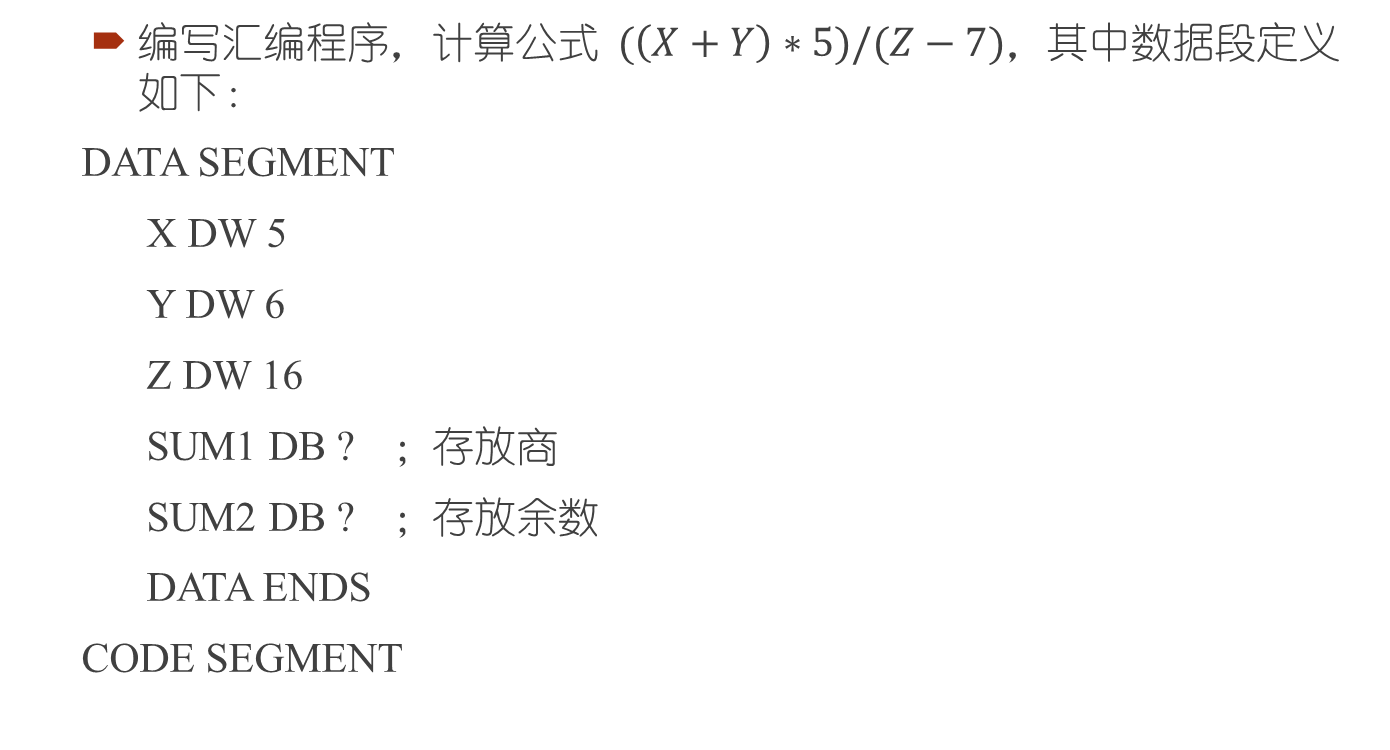 编写汇编程序，计算公式 ((X + Y) * 5)/(Z − 7)，其中数据段定义
如下：
DATA SEGMENT
X DW 5
Y DW 6
Z DW 16
SUM1 DB ？ ；存放商
SUM2 DB ？ ；存放余数
DATA ENDS
CODE SEGMENT